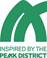 INSPIRED BY THE
PEAK DISTRICT